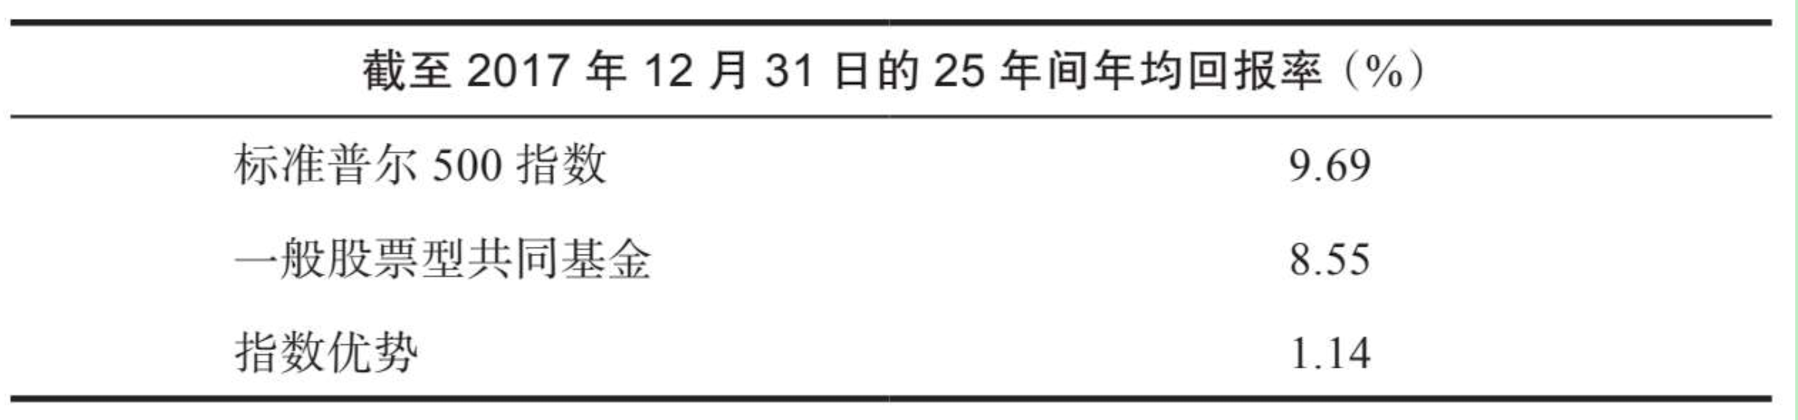 截至 2017 年 12 月 31 日的 25 年间年均回报率（%）
标准普尔 500 指数 9.69
一般股票型共同基金 8.55
指数优势 1.14